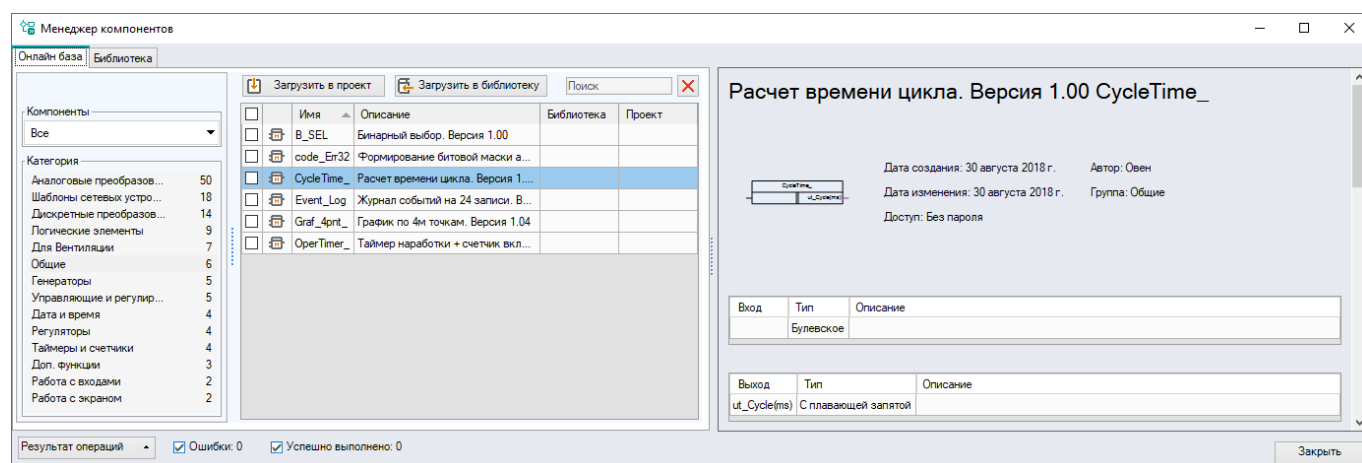 Менеджер компонентов
Онлайн база Библиотека
Загрузить в проект Загрузить в библиотеку Поиск
Компоненты
Все
Категория
Аналоговые преобразов... 50
Шаблоны сетевых устро... 18
Дискретные преобразов... 14
Логические элементы 9
Для Вентиляции 7
Общие 6
Генераторы 5
Управляющие и регулир... 5
Дата и время 4
Регуляторы 4
Таймеры и счетчики 4
Доп. функции 3
Работа с входами 2
Работа с экраном 2
Имя Описание Библиотека Проект
B_SEL Бинарный выбор. Версия 1.00
code_Err32 Формирование битовой маски а...
CycleTime_ Расчет времени цикла. Версия 1....
Event_Log Журнал событий на 24 записи. В...
Graf_4pnt_ График по 4м точкам. Версия 1.04
OperTimer_ Таймер наработки + счетчик вкл...
Расчет времени цикла. Версия 1.00 CycleTime_
CycleTime_
ut_Cycle(ms)
Дата создания: 30 августа 2018 г. Автор: Овен
Дата изменения: 30 августа 2018 г. Группа: Общие
Доступ: Без пароля
Вход Тип Описание
Булевское
Выход Тип Описание
ut_Cycle(ms) С плавающей запятой
Результат операций Ошибки: 0 Успешно выполнено: 0
Закрыть